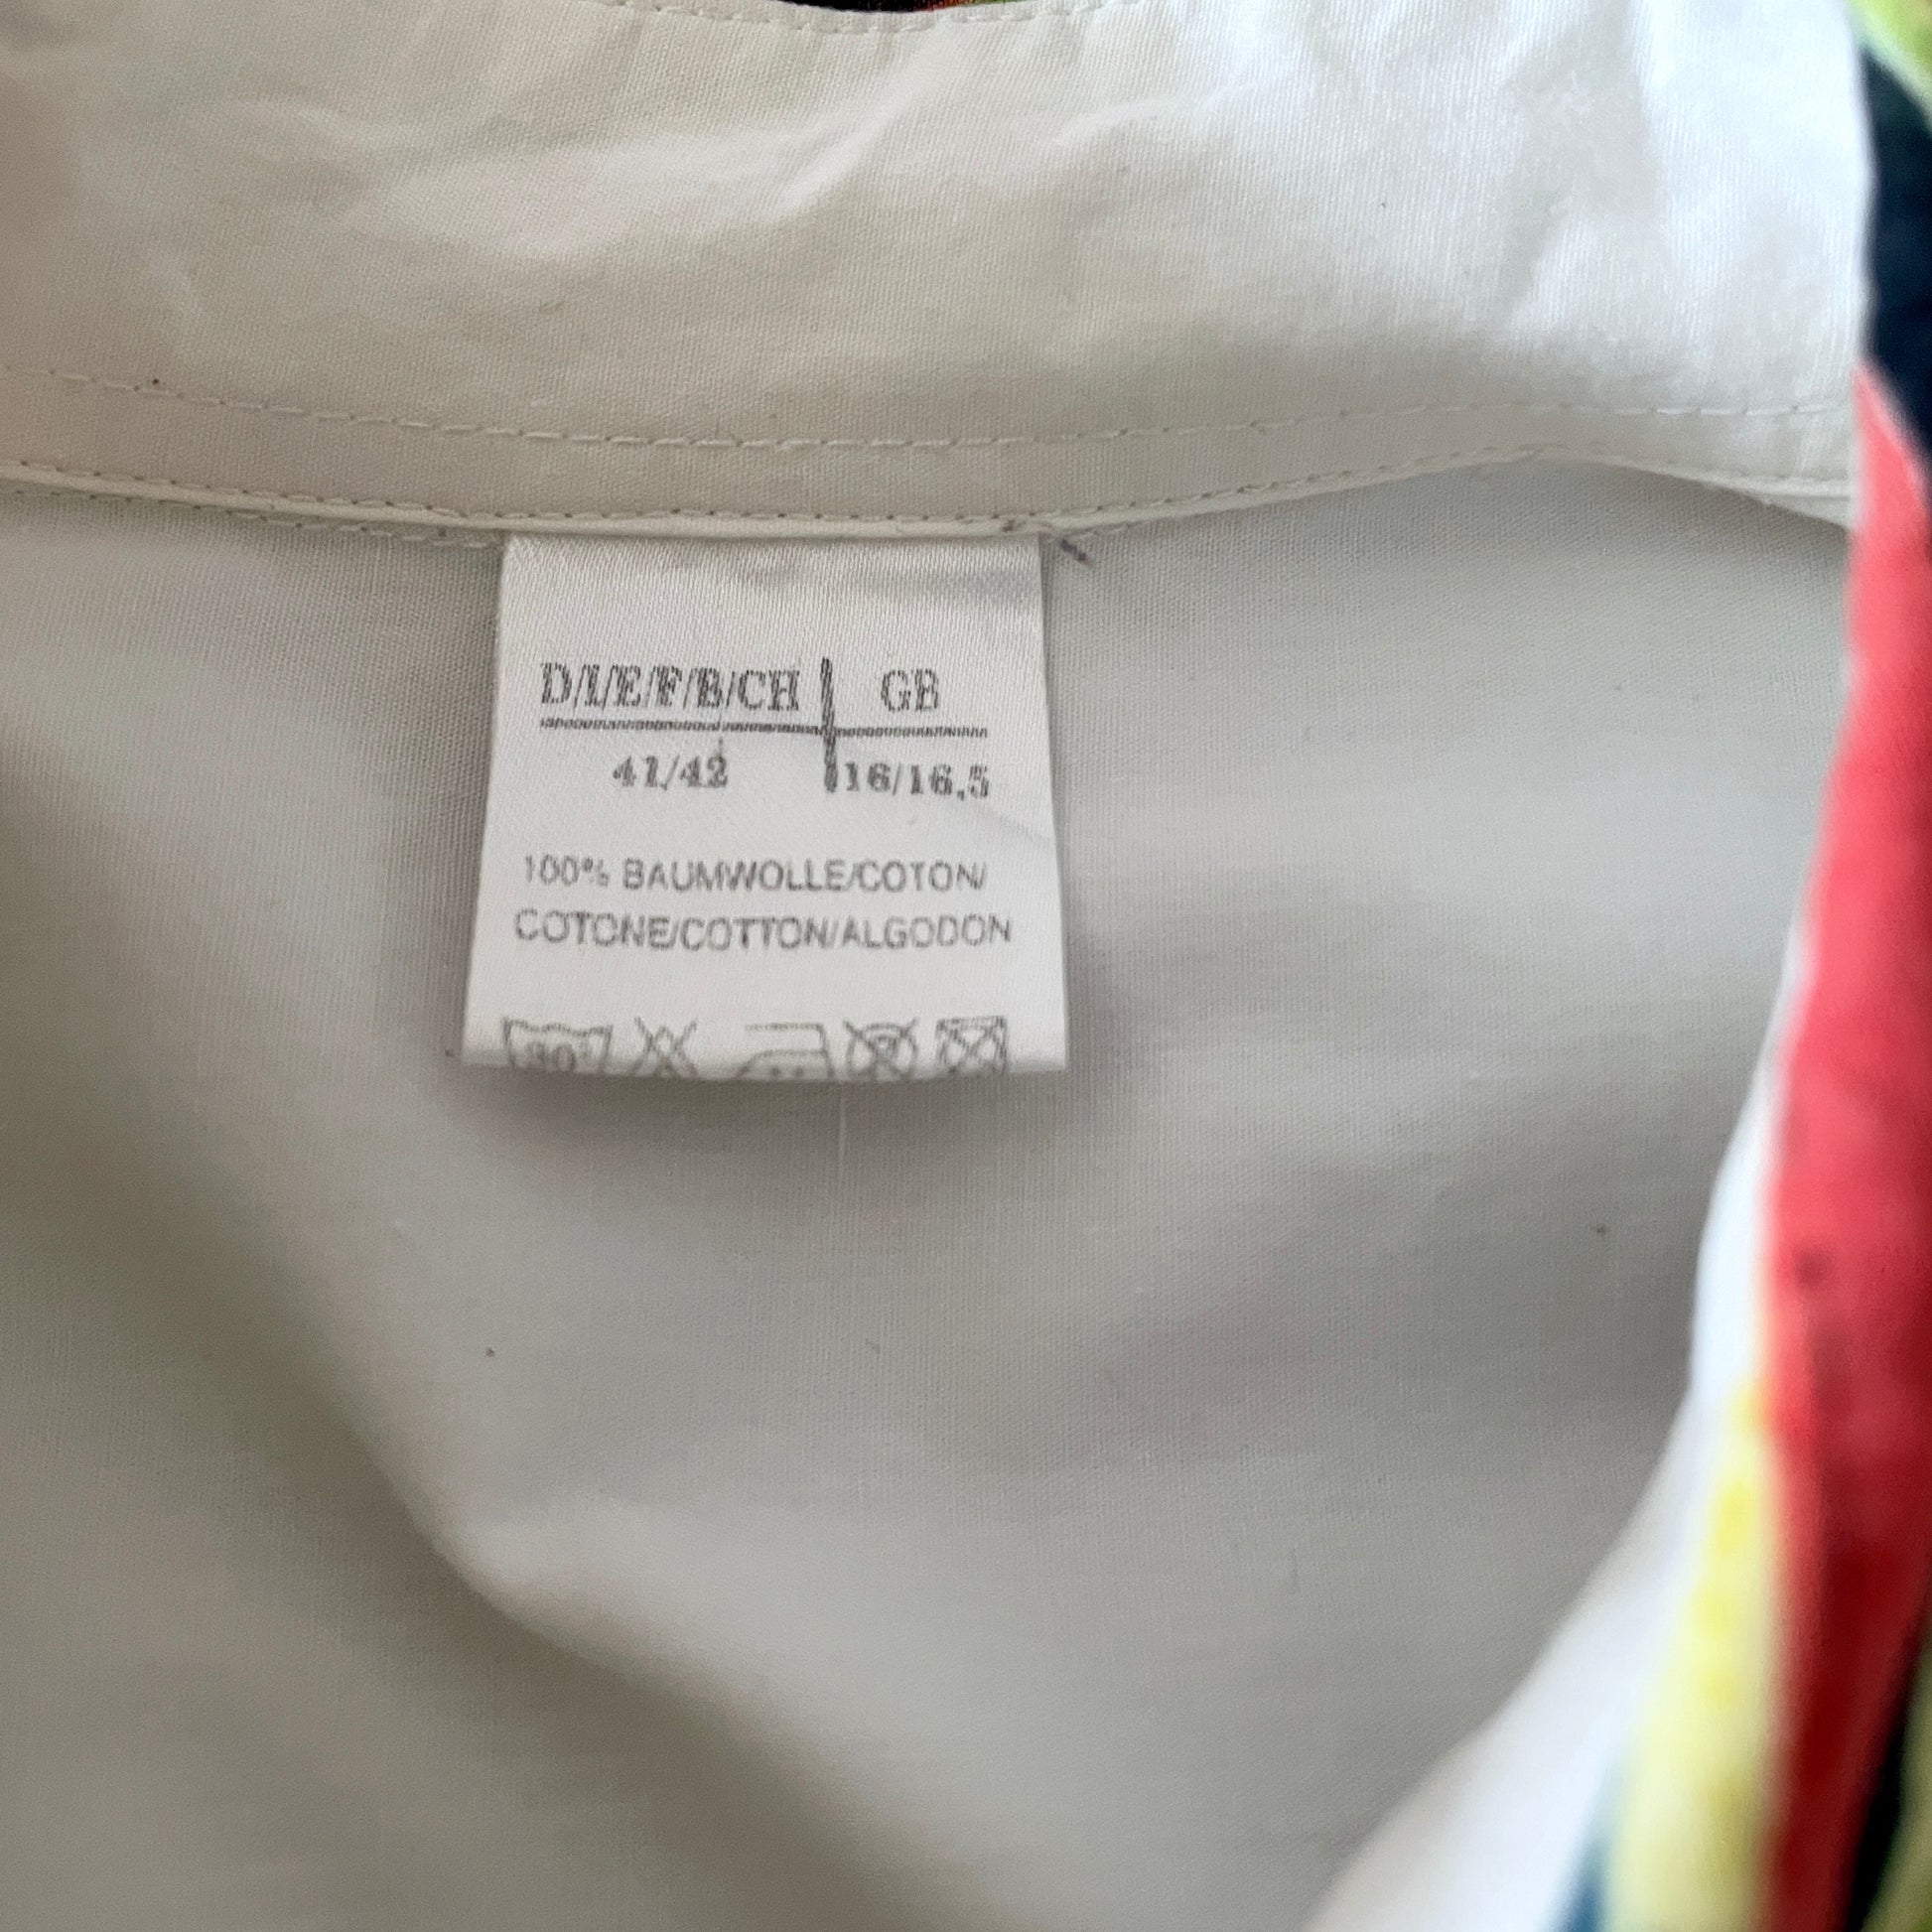 D/I/E/F/B/CH GB
41/42 16/16,5
100% BAUMWOLLE/COTON/
COTONE/COTTON/ALGODON
30°